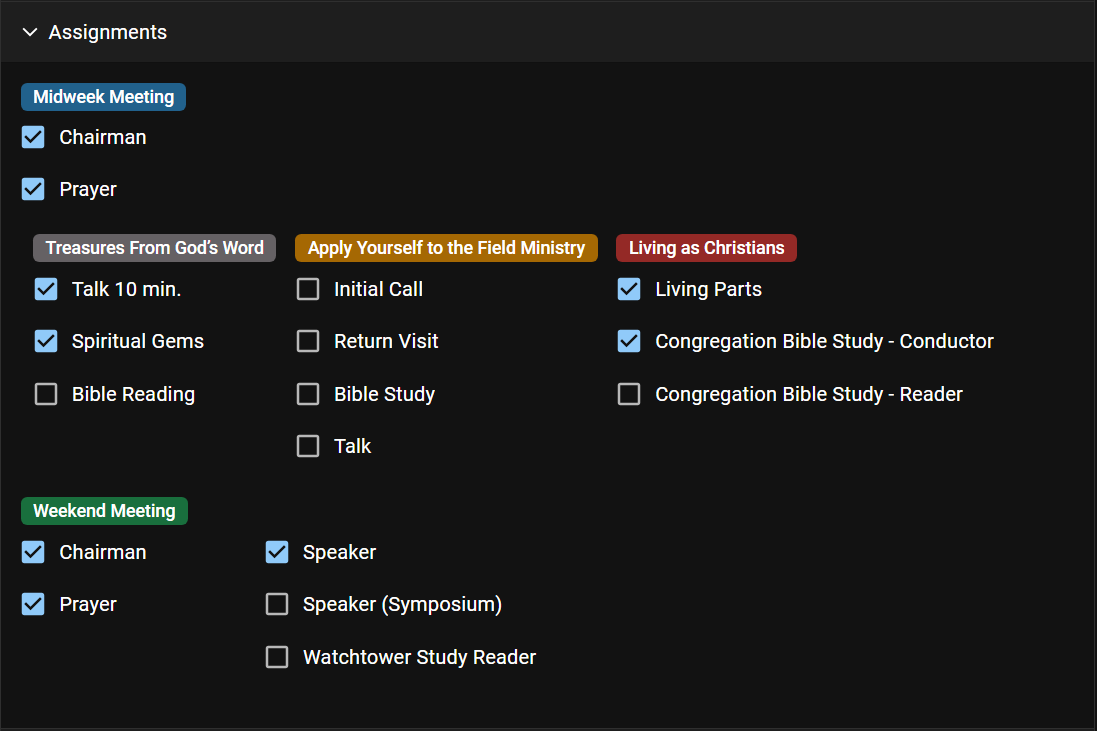 Assignments
Midweek Meeting
Chairman
Prayer
Treasures From God's Word
Talk 10 min.
Spiritual Gems
Bible Reading
Apply Yourself to the Field Ministry
Initial Call
Return Visit
Bible Study
Talk
Living as Christians
Living Parts
Congregation Bible Study - Conductor
Congregation Bible Study - Reader
Weekend Meeting
Chairman
Prayer
Speaker
Speaker (Symposium)
Watchtower Study Reader